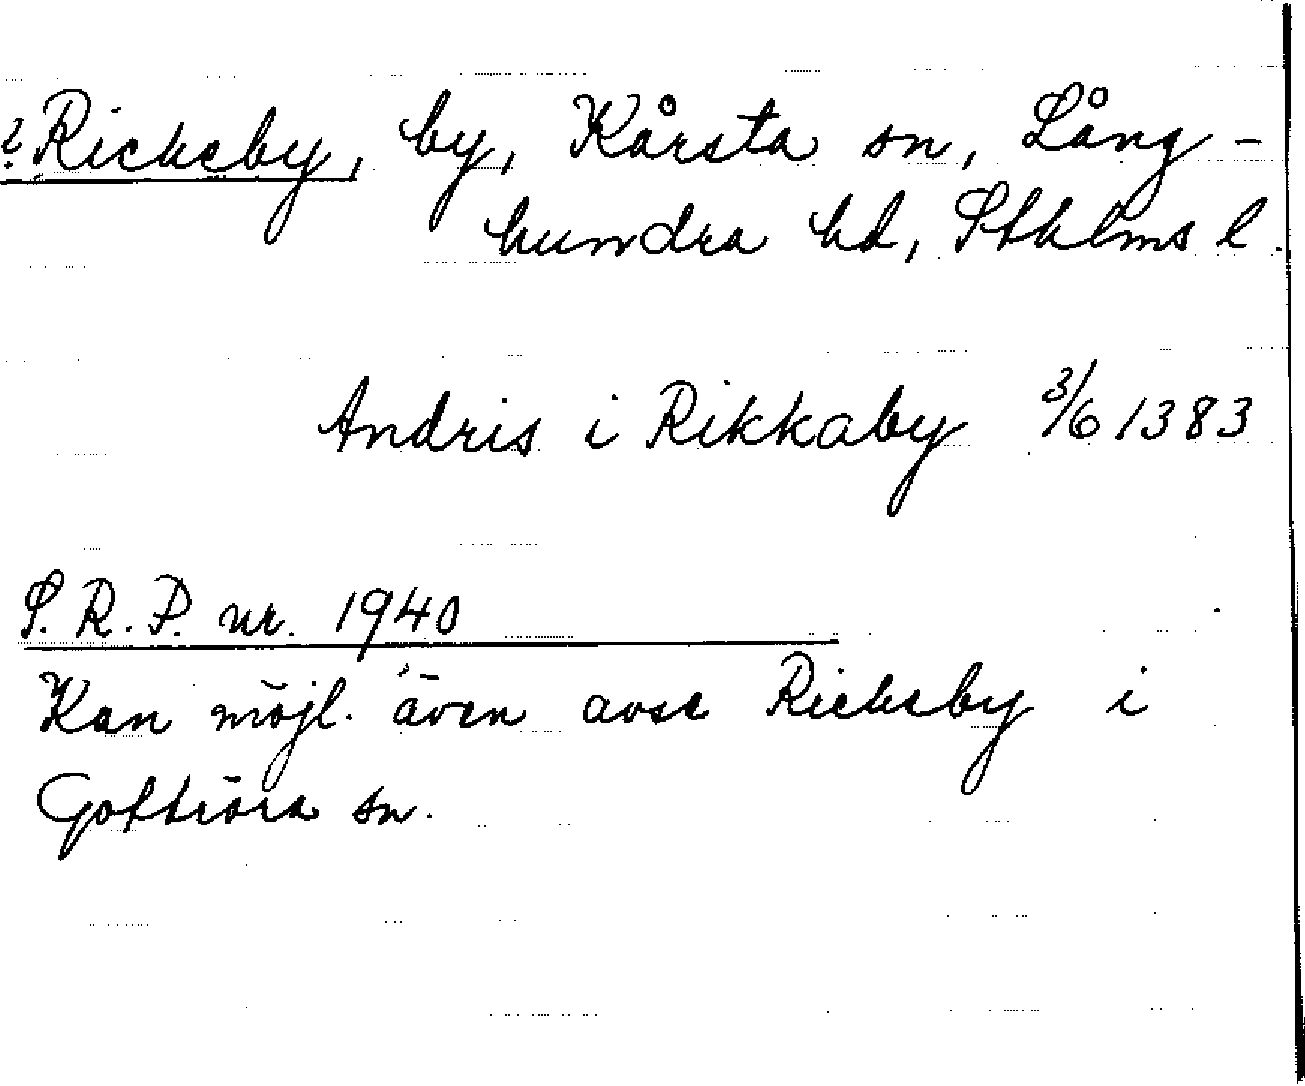 ? Rickeby, by, Kårsta sn, Lång-
hundra hd, Sthlms l.
Andris i Rikkaby 3/6 1383
S.R.P. nr. 1940
Kan möjl. även avse Rickeby i
Gottröra sn.